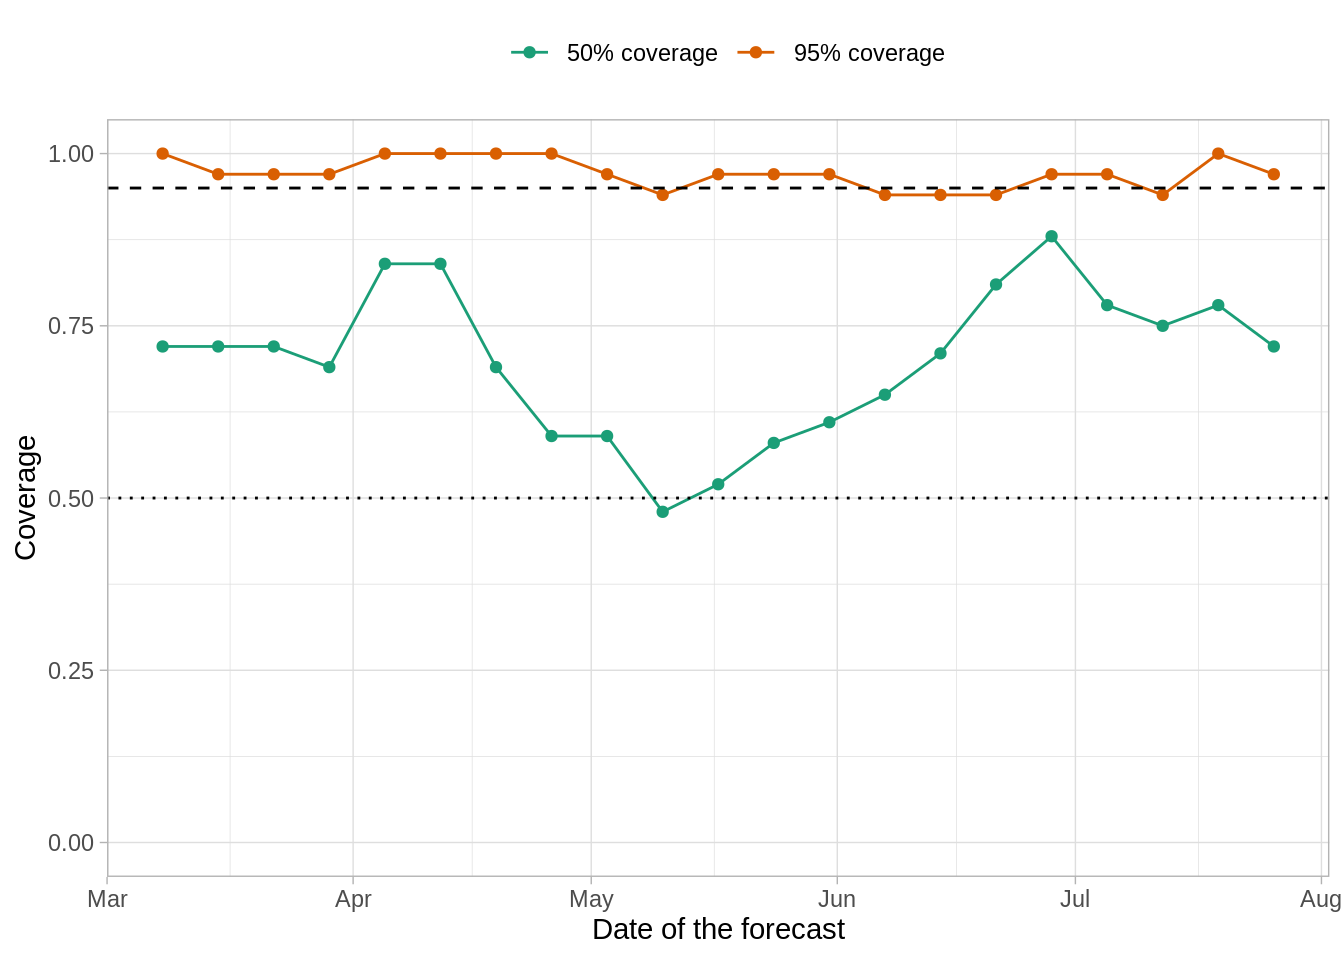 50% coverage 95% coverage
1.00
0.75
0.50
0.25
0.00
Coverage
Mar Apr May Jun Jul Aug
Date of the forecast